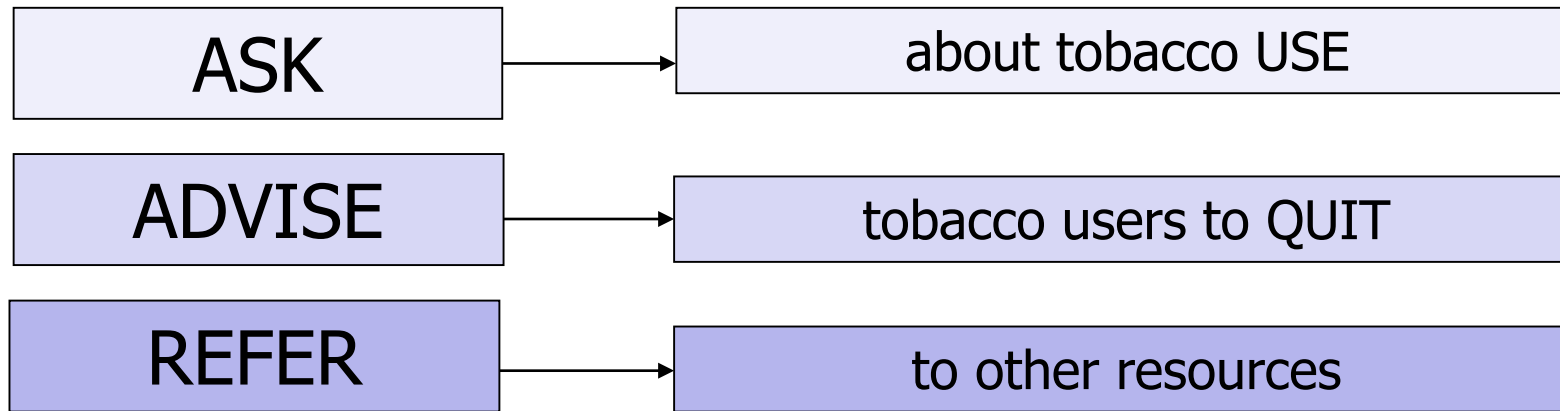 ASK
about tobacco USE
ADVISE
tobacco users to QUIT
REFER
to other resources